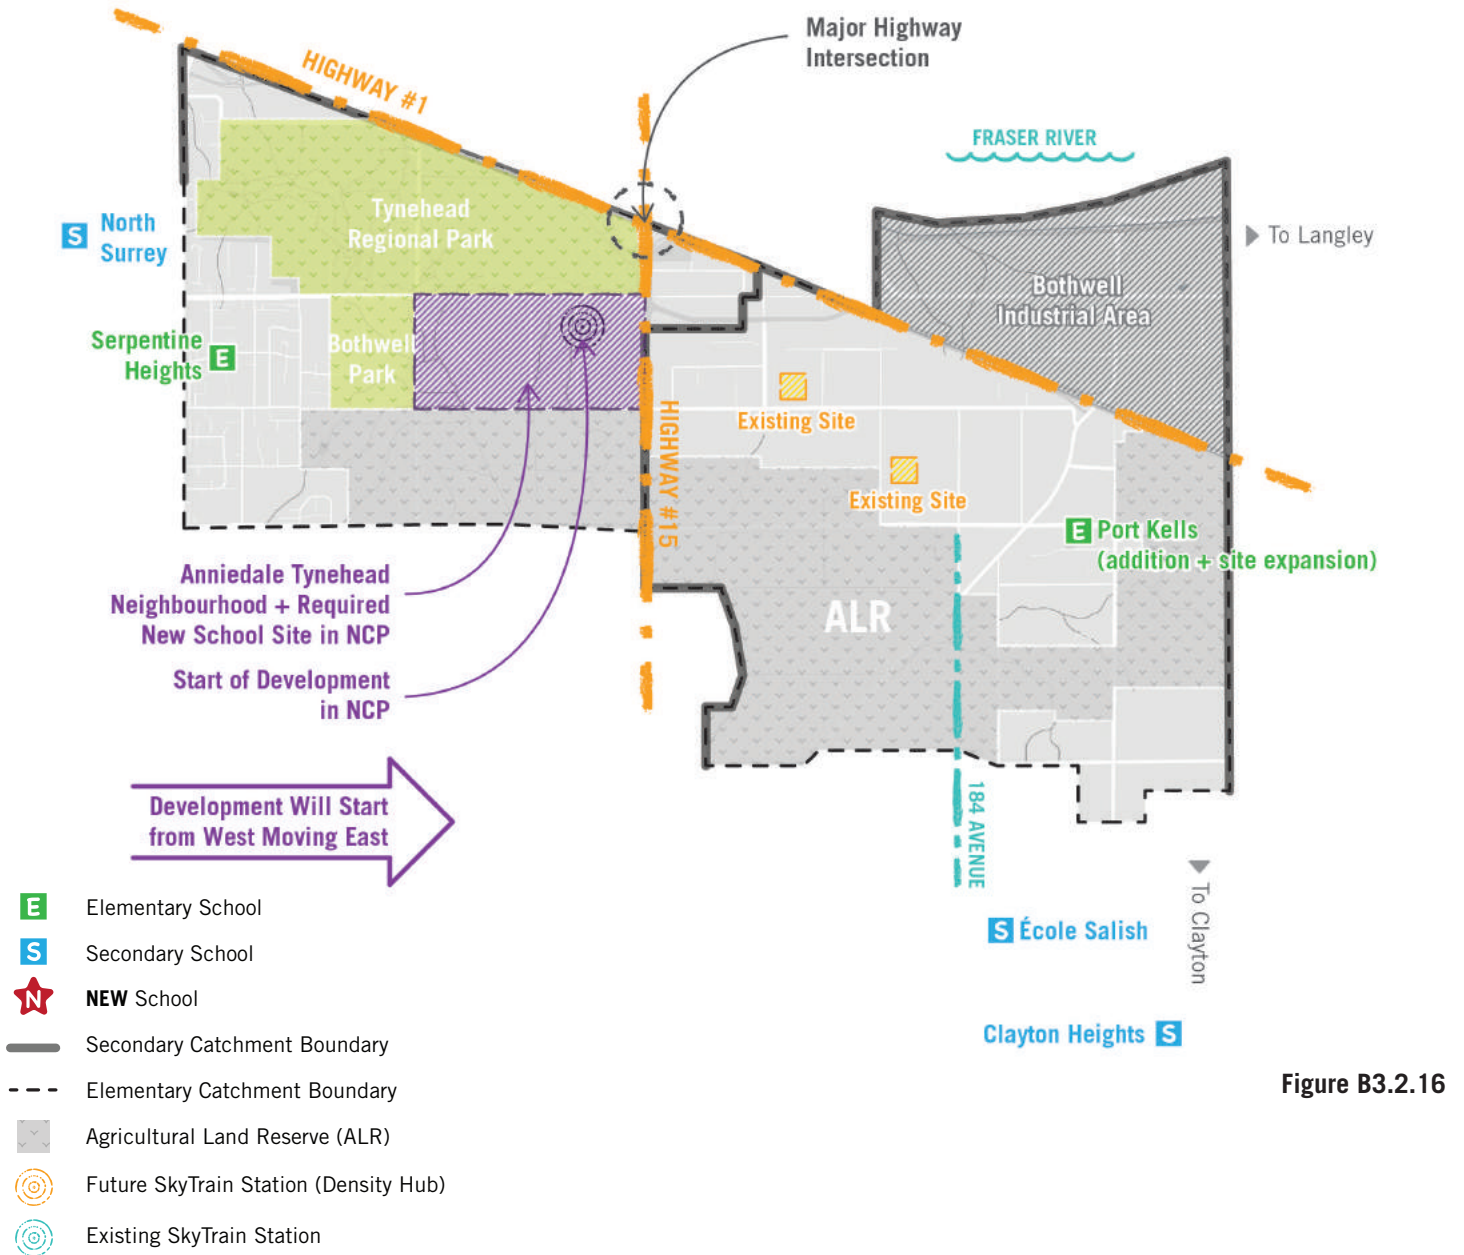 Major Highway
Intersection
HIGHWAY #1
FRASER RIVER
Tynehead
Regional Park
S North
Surrey
To Langley
Bothwell
Industrial Area
Serpentine
Heights E
Bothwell
Park
HIGHWAY #15
Existing Site
Existing Site
E Port Kells
(addition + site expansion)
Anniedale Tynehead
Neighbourhood + Required
New School Site in NCP
ALR
Start of Development
in NCP
Development Will Start
from West Moving East
184 AVENUE
To Clayton
S École Salish
Clayton Heights S
Figure B3.2.16
E Elementary School
S Secondary School
N NEW School
Secondary Catchment Boundary
Elementary Catchment Boundary
Agricultural Land Reserve (ALR)
Future SkyTrain Station (Density Hub)
Existing SkyTrain Station